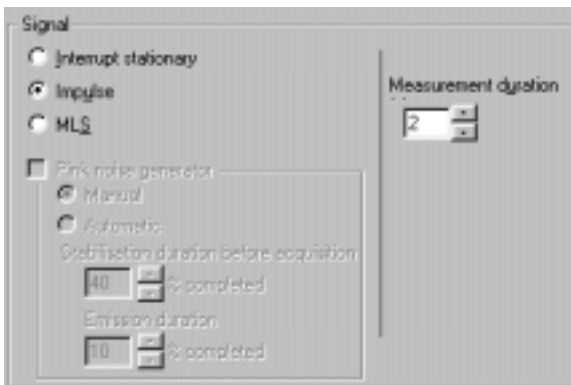 Signal
Interrupt stationary
Impulse
MLS
Measurement duration
2
Pink noise generator
Manual
Automatic
Stabilisation duration before acquisition
40 % completed
Emission duration
10 % completed